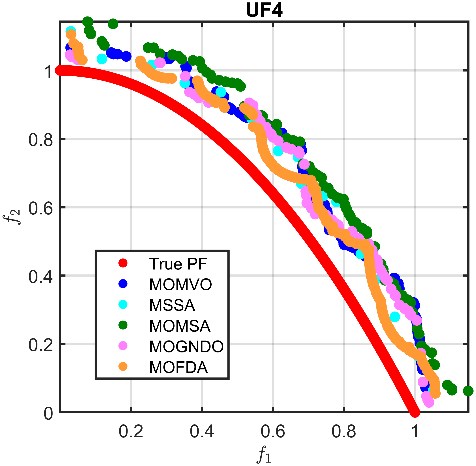 UF4
1
0.8
0.6
0.4
0.2
0
f2
True PF
MOMVO
MSSA
MOMSA
MOGNDO
MOFDA
0.2 0.4 0.6 0.8 1
f1